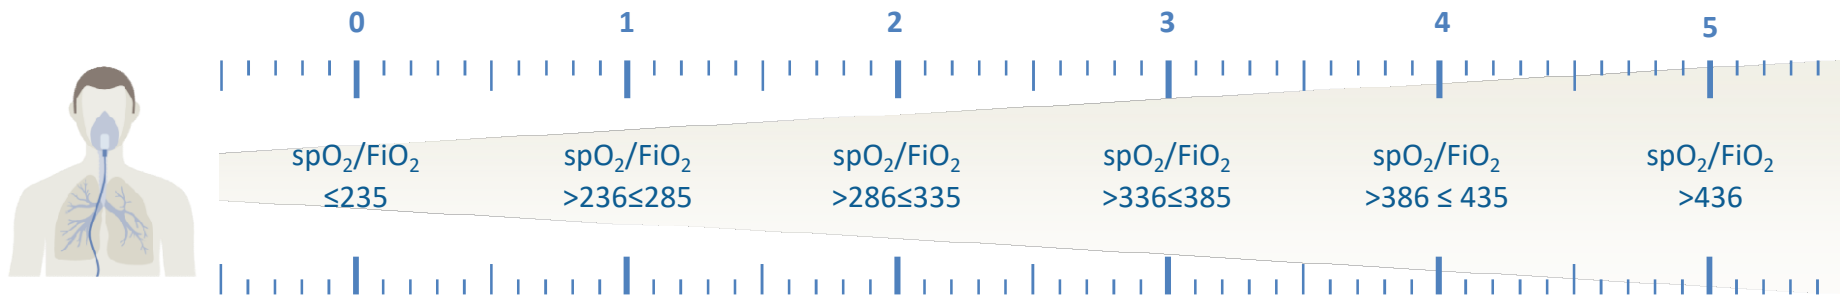 0 1 2 3 4 5
spO₂/FiO₂ spO₂/FiO₂ spO₂/FiO₂ spO₂/FiO₂ spO₂/FiO₂ spO₂/FiO₂
≤235 >236≤285 >286≤335 >336≤385 >386 ≤ 435 >436